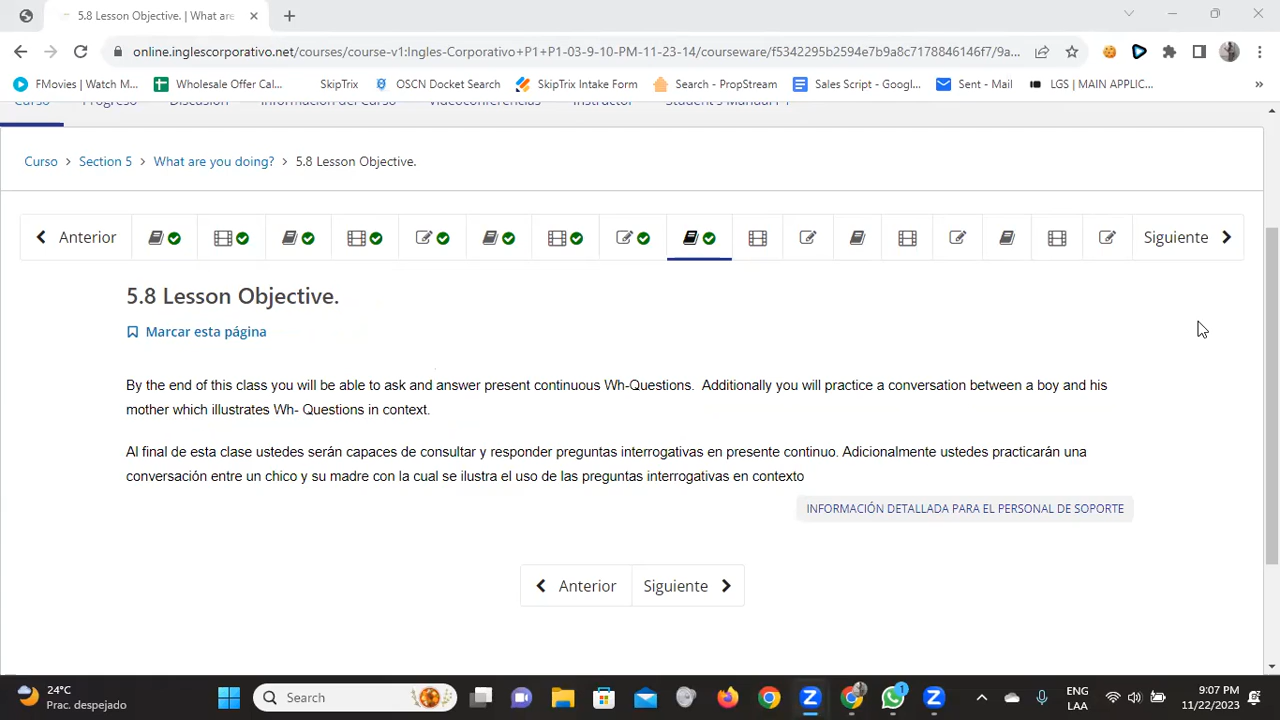 5.8 Lesson Objective. | What are
online.inglescorporativo.net/courses/course-v1:Ingles-Corporativo+P1+P1-03-9-10-PM-11-23-14/courseware/f5342295b2594e7b9a8c7178846146f7/9a...
FMovies | Watch M... Wholesale Offer Cal... SkipTrix OSCN Docket Search SkipTrix Intake Form Search - PropStream Sales Script - Googl... Sent - Mail LGS | MAIN APPLIC... »
Curso Progreso Discusión Información del Curso Videoconferencias Instructor Student's Manual P1
Curso > Section 5 > What are you doing? > 5.8 Lesson Objective.
Anterior Siguiente
5.8 Lesson Objective.
Marcar esta página
By the end of this class you will be able to ask and answer present continuous Wh-Questions. Additionally you will practice a conversation between a boy and his
mother which illustrates Wh- Questions in context.
Al final de esta clase ustedes serán capaces de consultar y responder preguntas interrogativas en presente continuo. Adicionalmente ustedes practicarán una
conversación entre un chico y su madre con la cual se ilustra el uso de las preguntas interrogativas en contexto
INFORMACIÓN DETALLADA PARA EL PERSONAL DE SOPORTE
Anterior Siguiente
24°C
Prac. despejado
Search
1
ENG
LAA
9:07 PM
11/22/2023